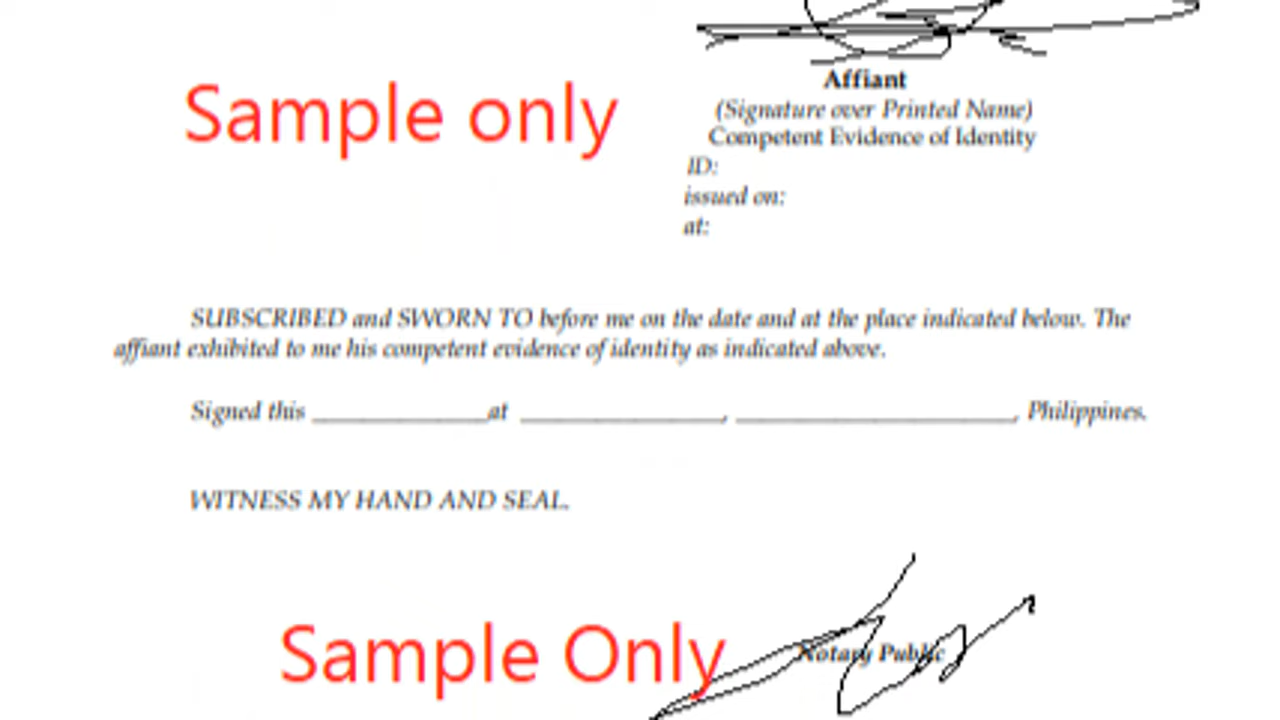 Affiant
Sample only
(Signature over Printed Name)
Competent Evidence of Identity
ID:
issued on:
at:
SUBSCRIBED and SWORN TO before me on the date and at the place indicated below. The
affiant exhibited to me his competent evidence of identity as indicated above.
Signed this ______________at ________________, ______________________, Philippines.
WITNESS MY HAND AND SEAL.
Sample Only
Notary Public